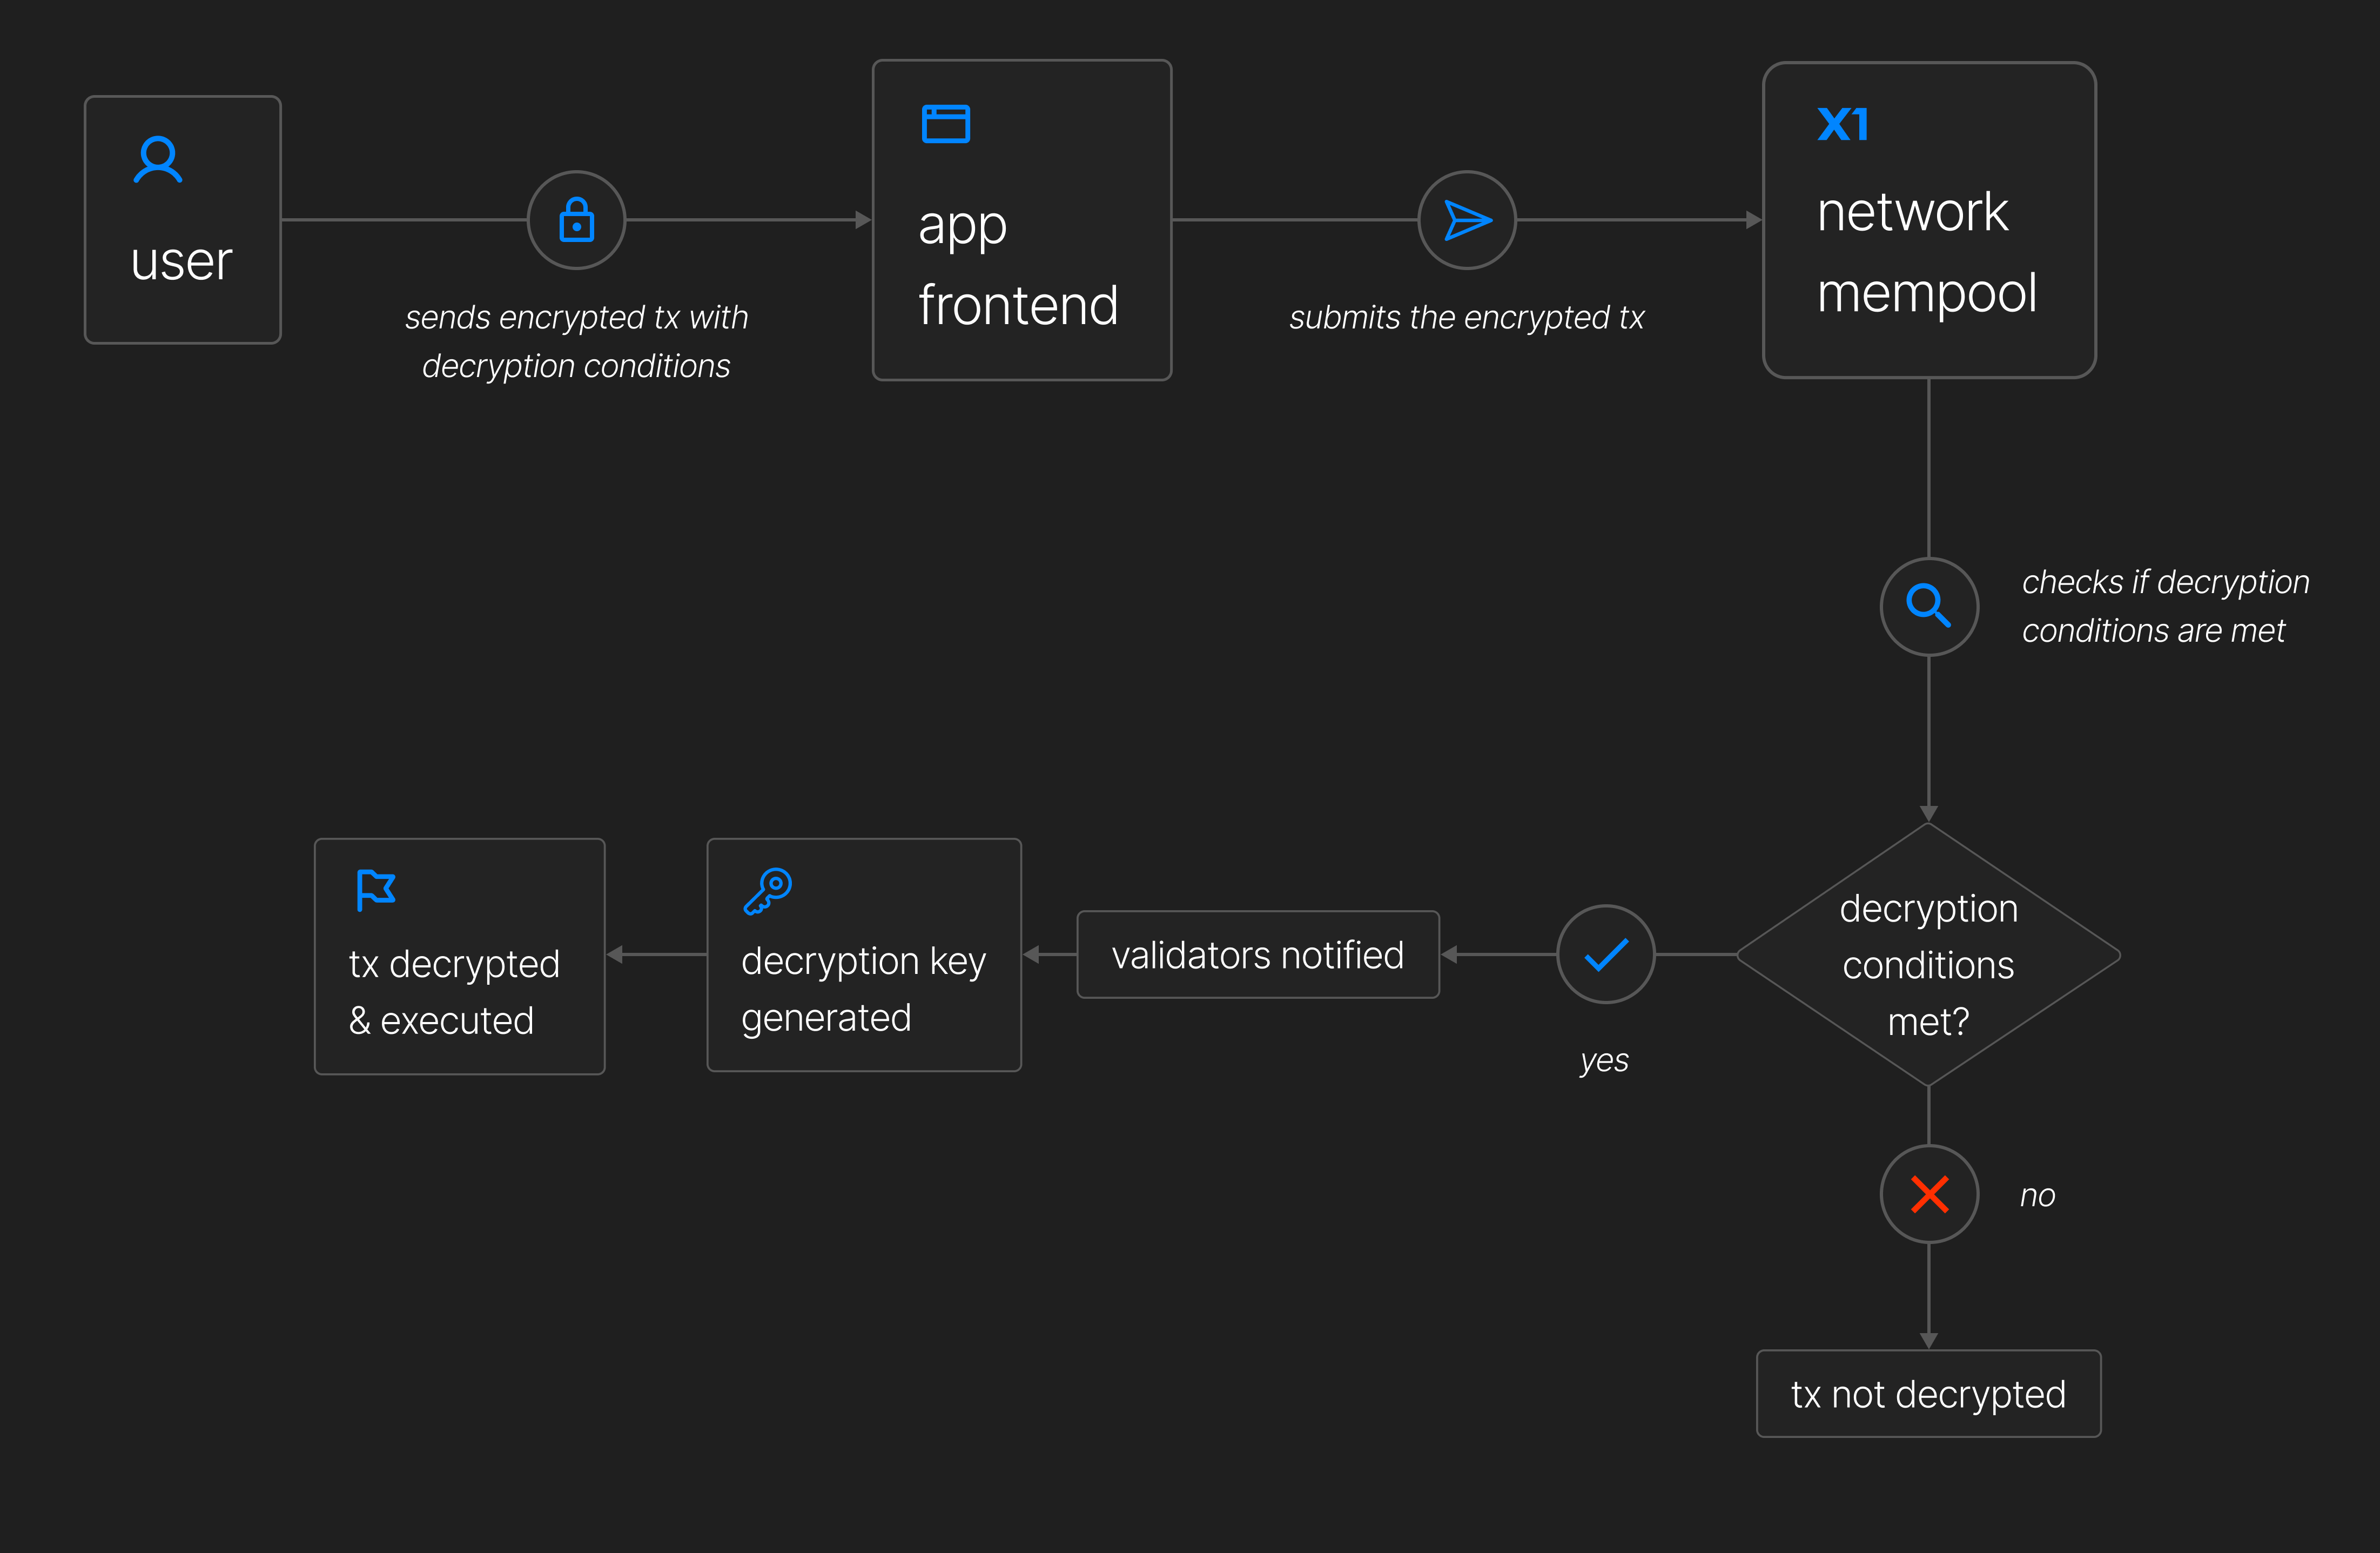 user
sends encrypted tx with
decryption conditions
app
frontend
submits the encrypted tx
X1
network
mempool
checks if decryption
conditions are met
decryption
conditions
met?
yes
validators notified
decryption key
generated
tx decrypted
& executed
no
tx not decrypted